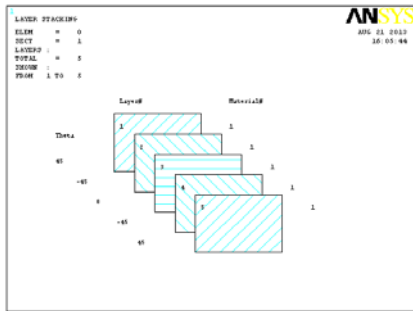 1
LAYER STACKING
ANSYS
ELEM = 0
AUG 21 2013
SECT = 1
16:05:44
LAYERS :
TOTAL = 5
SHOWN :
FROM 1 TO 5
Layer# Material#
1 1
Theta
2 1
45
3 1
-45
4 1
0
5 1
-45
45